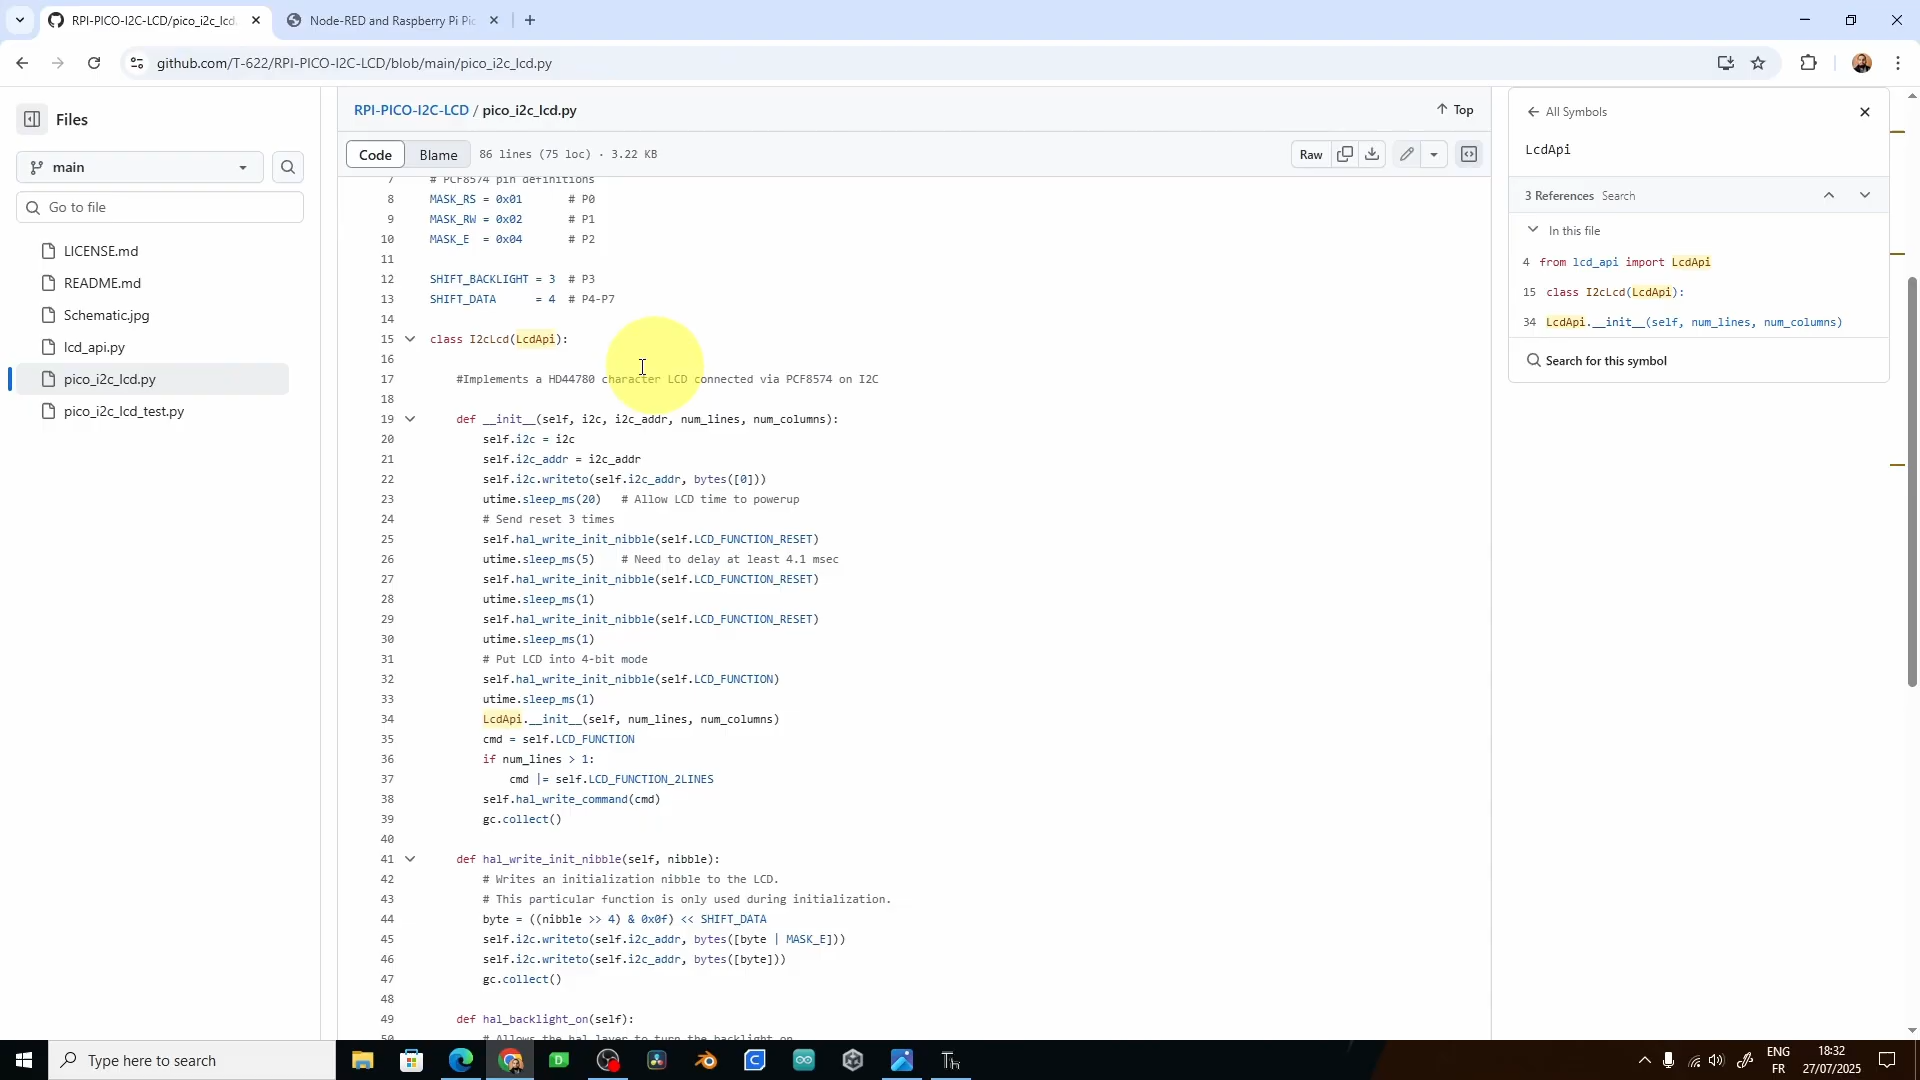 RPI-PICO-I2C-LCD/pico_i2c_lcd.
Node-RED and Raspberry Pi Pic
github.com/T-622/RPI-PICO-I2C-LCD/blob/main/pico_i2c_lcd.py
Files
main
Go to file
LICENSE.md
README.md
Schematic.jpg
lcd_api.py
pico_i2c_lcd.py
pico_i2c_lcd_test.py
RPI-PICO-I2C-LCD / pico_i2c_lcd.py
Top
Code Blame 86 lines (75 loc) · 3.22 KB Raw
7 # PCF8574 pin definitions
8 MASK_RS = 0x01 # P0
9 MASK_RW = 0x02 # P1
10 MASK_E = 0x04 # P2
11
12 SHIFT_BACKLIGHT = 3 # P3
13 SHIFT_DATA = 4 # P4-P7
14
15 class I2cLcd(LcdApi):
16
17 #Implements a HD44780 character LCD connected via PCF8574 on I2C
18
19 def __init__(self, i2c, i2c_addr, num_lines, num_columns):
20 self.i2c = i2c
21 self.i2c_addr = i2c_addr
22 self.i2c.writeto(self.i2c_addr, bytes([0]))
23 utime.sleep_ms(20) # Allow LCD time to powerup
24 # Send reset 3 times
25 self.hal_write_init_nibble(self.LCD_FUNCTION_RESET)
26 utime.sleep_ms(5) # Need to delay at least 4.1 msec
27 self.hal_write_init_nibble(self.LCD_FUNCTION_RESET)
28 utime.sleep_ms(1)
29 self.hal_write_init_nibble(self.LCD_FUNCTION_RESET)
30 utime.sleep_ms(1)
31 # Put LCD into 4-bit mode
32 self.hal_write_init_nibble(self.LCD_FUNCTION)
33 utime.sleep_ms(1)
34 LcdApi.__init__(self, num_lines, num_columns)
35 cmd = self.LCD_FUNCTION
36 if num_lines > 1:
37 cmd |= self.LCD_FUNCTION_2LINES
38 self.hal_write_command(cmd)
39 gc.collect()
40
41 def hal_write_init_nibble(self, nibble):
42 # Writes an initialization nibble to the LCD.
43 # This particular function is only used during initialization.
44 byte = ((nibble >> 4) & 0x0f) << SHIFT_DATA
45 self.i2c.writeto(self.i2c_addr, bytes([byte | MASK_E]))
46 self.i2c.writeto(self.i2c_addr, bytes([byte]))
47 gc.collect()
48
49 def hal_backlight_on(self):
50 # Allows the hal layer to turn the backlight on
All Symbols
LcdApi
3 References Search
In this file
4 from lcd_api import LcdApi
15 class I2cLcd(LcdApi):
34 LcdApi.__init__(self, num_lines, num_columns)
Search for this symbol
Type here to search
ENG
FR
18:32
27/07/2025